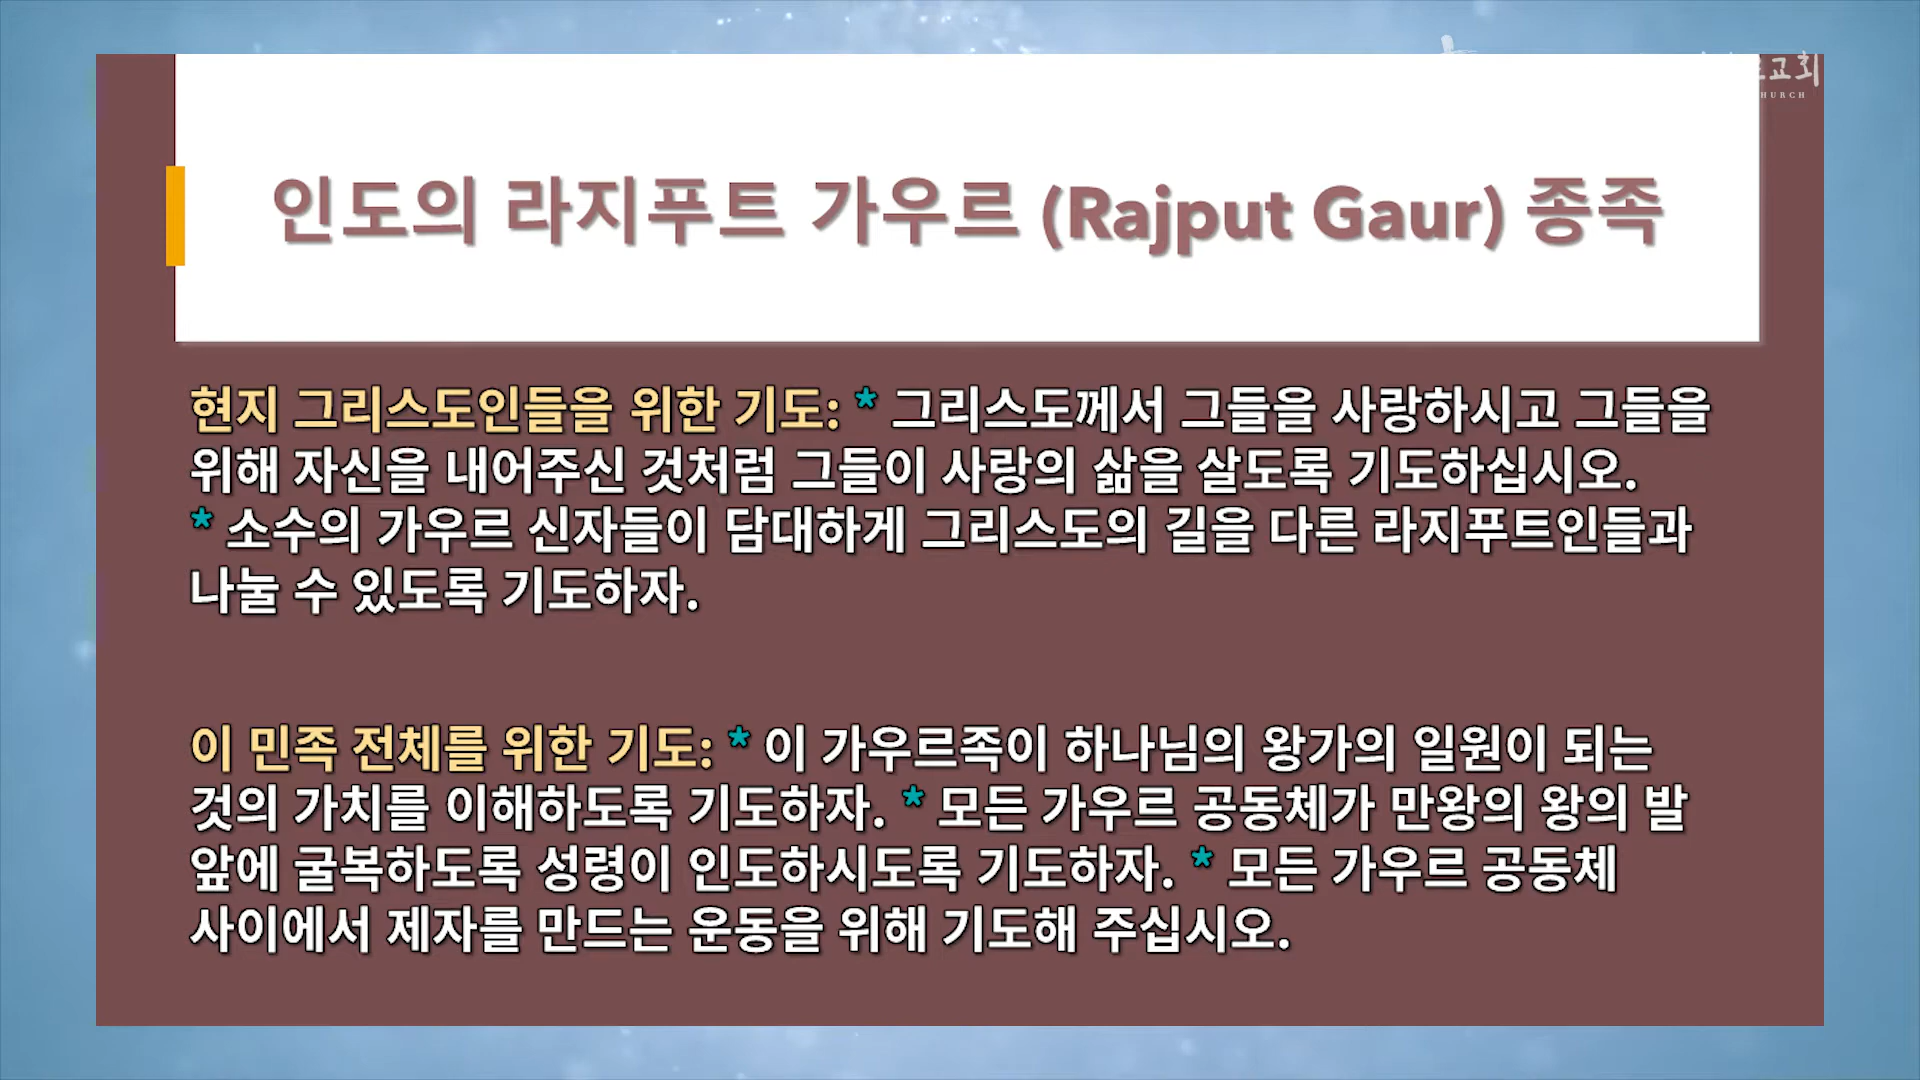 교회
인도의 라지푸트 가우르 (Rajput Gaur) 종족
현지 그리스도인들을 위한 기도: * 그리스도께서 그들을 사랑하시고 그들을
위해 자신을 내어주신 것처럼 그들이 사랑의 삶을 살도록 기도하십시오.
* 소수의 가우르 신자들이 담대하게 그리스도의 길을 다른 라지푸트인들과
나눌 수 있도록 기도하자.
이 민족 전체를 위한 기도: * 이 가우르족이 하나님의 왕가의 일원이 되는
것의 가치를 이해하도록 기도하자. * 모든 가우르 공동체가 만왕의 왕의 발
앞에 굴복하도록 성령이 인도하시도록 기도하자. * 모든 가우르 공동체
사이에서 제자를 만드는 운동을 위해 기도해 주십시오.